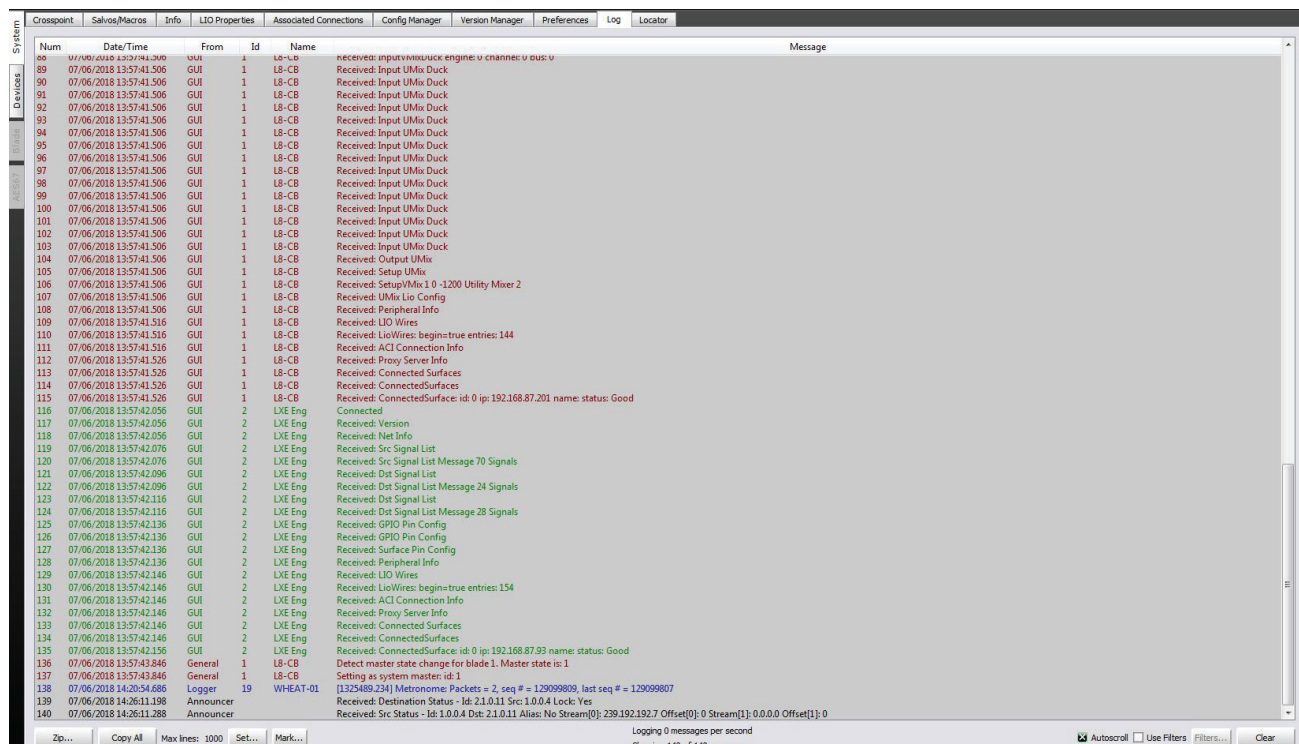 Crosspoint Salvos/Macros Info LIO Properties Associated Connections Config Manager Version Manager Preferences Log Locator
System
Devices
Blade
AES67
Num Date/Time From Id Name Message
88 07/06/2018 13:57:41.506 GUI 1 L8-CB Received: InputVMixDuck engine: 0 channel: 0 bus: 0
89 07/06/2018 13:57:41.506 GUI 1 L8-CB Received: Input UMix Duck
90 07/06/2018 13:57:41.506 GUI 1 L8-CB Received: Input UMix Duck
91 07/06/2018 13:57:41.506 GUI 1 L8-CB Received: Input UMix Duck
92 07/06/2018 13:57:41.506 GUI 1 L8-CB Received: Input UMix Duck
93 07/06/2018 13:57:41.506 GUI 1 L8-CB Received: Input UMix Duck
94 07/06/2018 13:57:41.506 GUI 1 L8-CB Received: Input UMix Duck
95 07/06/2018 13:57:41.506 GUI 1 L8-CB Received: Input UMix Duck
96 07/06/2018 13:57:41.506 GUI 1 L8-CB Received: Input UMix Duck
97 07/06/2018 13:57:41.506 GUI 1 L8-CB Received: Input UMix Duck
98 07/06/2018 13:57:41.506 GUI 1 L8-CB Received: Input UMix Duck
99 07/06/2018 13:57:41.506 GUI 1 L8-CB Received: Input UMix Duck
100 07/06/2018 13:57:41.506 GUI 1 L8-CB Received: Input UMix Duck
101 07/06/2018 13:57:41.506 GUI 1 L8-CB Received: Input UMix Duck
102 07/06/2018 13:57:41.506 GUI 1 L8-CB Received: Input UMix Duck
103 07/06/2018 13:57:41.506 GUI 1 L8-CB Received: Input UMix Duck
104 07/06/2018 13:57:41.506 GUI 1 L8-CB Received: Output UMix
105 07/06/2018 13:57:41.506 GUI 1 L8-CB Received: Setup UMix
106 07/06/2018 13:57:41.506 GUI 1 L8-CB Received: SetupVMix 1 0 -1200 Utility Mixer 2
107 07/06/2018 13:57:41.506 GUI 1 L8-CB Received: UMix Lio Config
108 07/06/2018 13:57:41.506 GUI 1 L8-CB Received: Peripheral Info
109 07/06/2018 13:57:41.516 GUI 1 L8-CB Received: LIO Wires
110 07/06/2018 13:57:41.516 GUI 1 L8-CB Received: LioWires: begin=true entries: 144
111 07/06/2018 13:57:41.516 GUI 1 L8-CB Received: ACI Connection Info
112 07/06/2018 13:57:41.526 GUI 1 L8-CB Received: Proxy Server Info
113 07/06/2018 13:57:41.526 GUI 1 L8-CB Received: Connected Surfaces
114 07/06/2018 13:57:41.526 GUI 1 L8-CB Received: ConnectedSurfaces
115 07/06/2018 13:57:41.526 GUI 1 L8-CB Received: ConnectedSurface: id: 0 ip: 192.168.87.201 name: status: Good
116 07/06/2018 13:57:42.056 GUI 2 LXE Eng Connected
117 07/06/2018 13:57:42.056 GUI 2 LXE Eng Received: Version
118 07/06/2018 13:57:42.056 GUI 2 LXE Eng Received: Net Info
119 07/06/2018 13:57:42.076 GUI 2 LXE Eng Received: Src Signal List
120 07/06/2018 13:57:42.076 GUI 2 LXE Eng Received: Src Signal List Message 70 Signals
121 07/06/2018 13:57:42.096 GUI 2 LXE Eng Received: Dst Signal List
122 07/06/2018 13:57:42.096 GUI 2 LXE Eng Received: Dst Signal List Message 24 Signals
123 07/06/2018 13:57:42.116 GUI 2 LXE Eng Received: Dst Signal List
124 07/06/2018 13:57:42.116 GUI 2 LXE Eng Received: Dst Signal List Message 28 Signals
125 07/06/2018 13:57:42.136 GUI 2 LXE Eng Received: GPIO Pin Config
126 07/06/2018 13:57:42.136 GUI 2 LXE Eng Received: GPIO Pin Config
127 07/06/2018 13:57:42.136 GUI 2 LXE Eng Received: Surface Pin Config
128 07/06/2018 13:57:42.136 GUI 2 LXE Eng Received: Peripheral Info
129 07/06/2018 13:57:42.146 GUI 2 LXE Eng Received: LIO Wires
130 07/06/2018 13:57:42.146 GUI 2 LXE Eng Received: LioWires: begin=true entries: 154
131 07/06/2018 13:57:42.146 GUI 2 LXE Eng Received: ACI Connection Info
132 07/06/2018 13:57:42.146 GUI 2 LXE Eng Received: Proxy Server Info
133 07/06/2018 13:57:42.146 GUI 2 LXE Eng Received: Connected Surfaces
134 07/06/2018 13:57:42.146 GUI 2 LXE Eng Received: ConnectedSurfaces
135 07/06/2018 13:57:42.156 GUI 2 LXE Eng Received: ConnectedSurface: id: 0 ip: 192.168.87.93 name: status: Good
136 07/06/2018 13:57:43.846 General 1 L8-CB Detect master state change for blade 1. Master state is: 1
137 07/06/2018 13:57:43.846 General 1 L8-CB Setting as system master: id: 1
138 07/06/2018 14:20:54.686 Logger 19 WHEAT-01 [1325489.234] Metronome: Packets = 2, seq # = 129099809, last seq # = 129099807
139 07/06/2018 14:26:11.198 Announcer Received: Destination Status - Id: 2.1.0.11 Src: 1.0.0.4 Lock: Yes
140 07/06/2018 14:26:11.288 Announcer Received: Src Status - Id: 1.0.0.4 Dst: 2.1.0.11 Alias: No Stream[0]: 239.192.192.7 Offset[0]: 0 Stream[1]: 0.0.0.0 Offset[1]: 0
Zip... Copy All Max lines: 1000 Set... Mark... Logging 0 messages per second Autoscroll Use Filters Filters... Clear